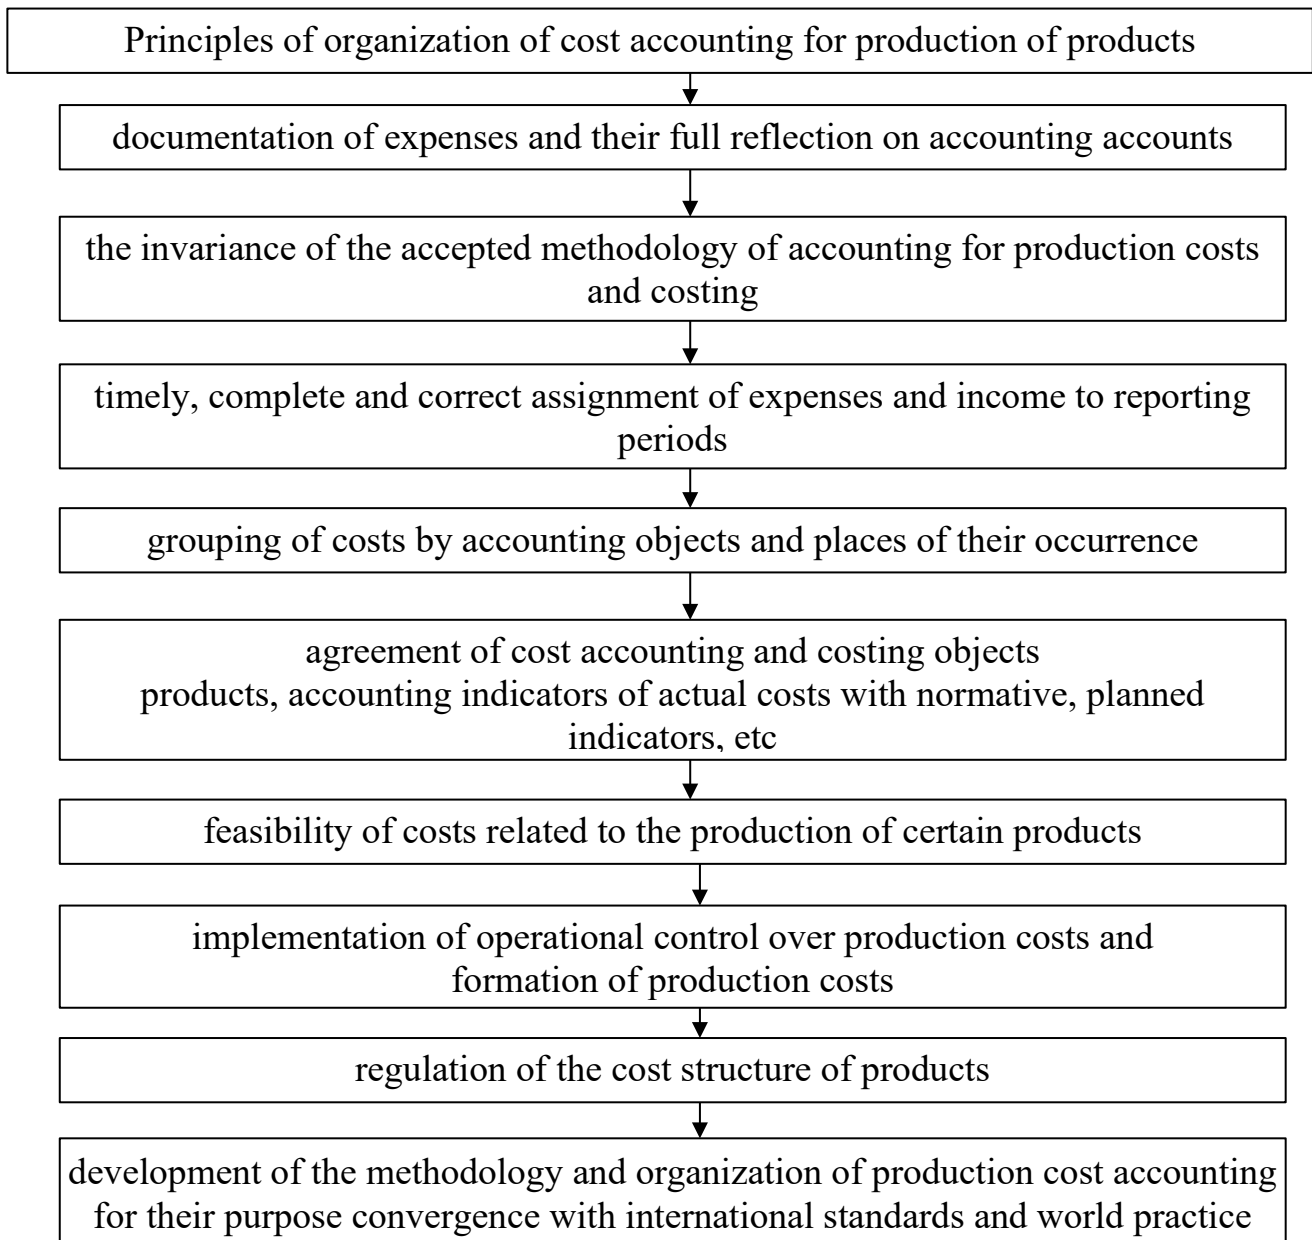 Principles of organization of cost accounting for production of products
documentation of expenses and their full reflection on accounting accounts
the invariance of the accepted methodology of accounting for production costs
and costing
timely, complete and correct assignment of expenses and income to reporting
periods
grouping of costs by accounting objects and places of their occurrence
agreement of cost accounting and costing objects
products, accounting indicators of actual costs with normative, planned
indicators, etc
feasibility of costs related to the production of certain products
implementation of operational control over production costs and
formation of production costs
regulation of the cost structure of products
development of the methodology and organization of production cost accounting
for their purpose convergence with international standards and world practice